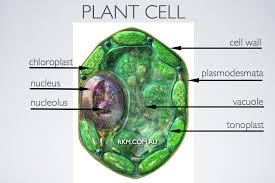 PLANT CELL
cell wall
chloroplast
plasmodesmata
nucleus
nucleolus
vacuole
tonoplast
RKM.COM.AU